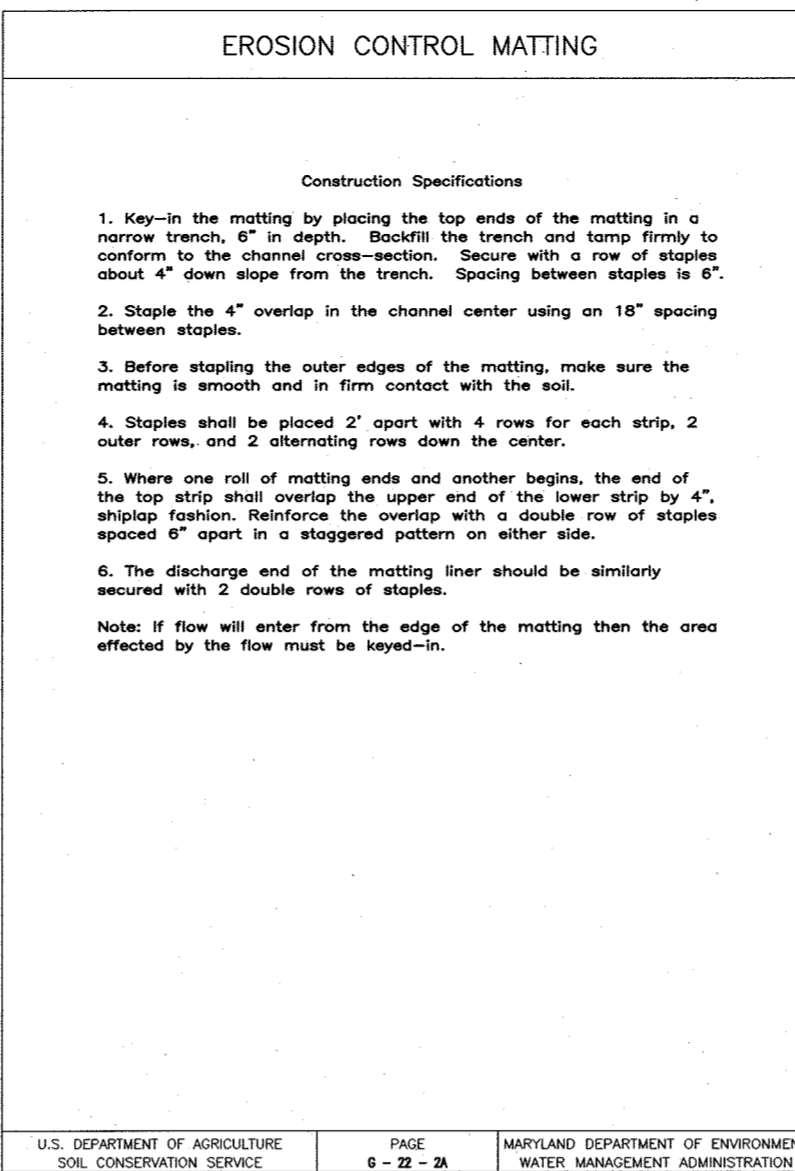 EROSION CONTROL MATTING
Construction Specifications
1. Key-in the matting by placing the top ends of the matting in a
narrow trench, 6" in depth. Backfill the trench and tamp firmly to
conform to the channel cross-section. Secure with a row of staples
about 4" down slope from the trench. Spacing between staples is 6".
2. Staple the 4" overlap in the channel center using an 18" spacing
between staples.
3. Before stapling the outer edges of the matting, make sure the
matting is smooth and in firm contact with the soil.
4. Staples shall be placed 2' apart with 4 rows for each strip, 2
outer rows, and 2 alternating rows down the center.
5. Where one roll of matting ends and another begins, the end of
the top strip shall overlap the upper end of the lower strip by 4",
shiplap fashion. Reinforce the overlap with a double row of staples
spaced 6" apart in a staggered pattern on either side.
6. The discharge end of the matting liner should be similarly
secured with 2 double rows of staples.
Note: If flow will enter from the edge of the matting then the area
effected by the flow must be keyed-in.
U.S. DEPARTMENT OF AGRICULTURE
SOIL CONSERVATION SERVICE
PAGE
G - 22 - 2A
MARYLAND DEPARTMENT OF ENVIRONMEN
WATER MANAGEMENT ADMINISTRATION